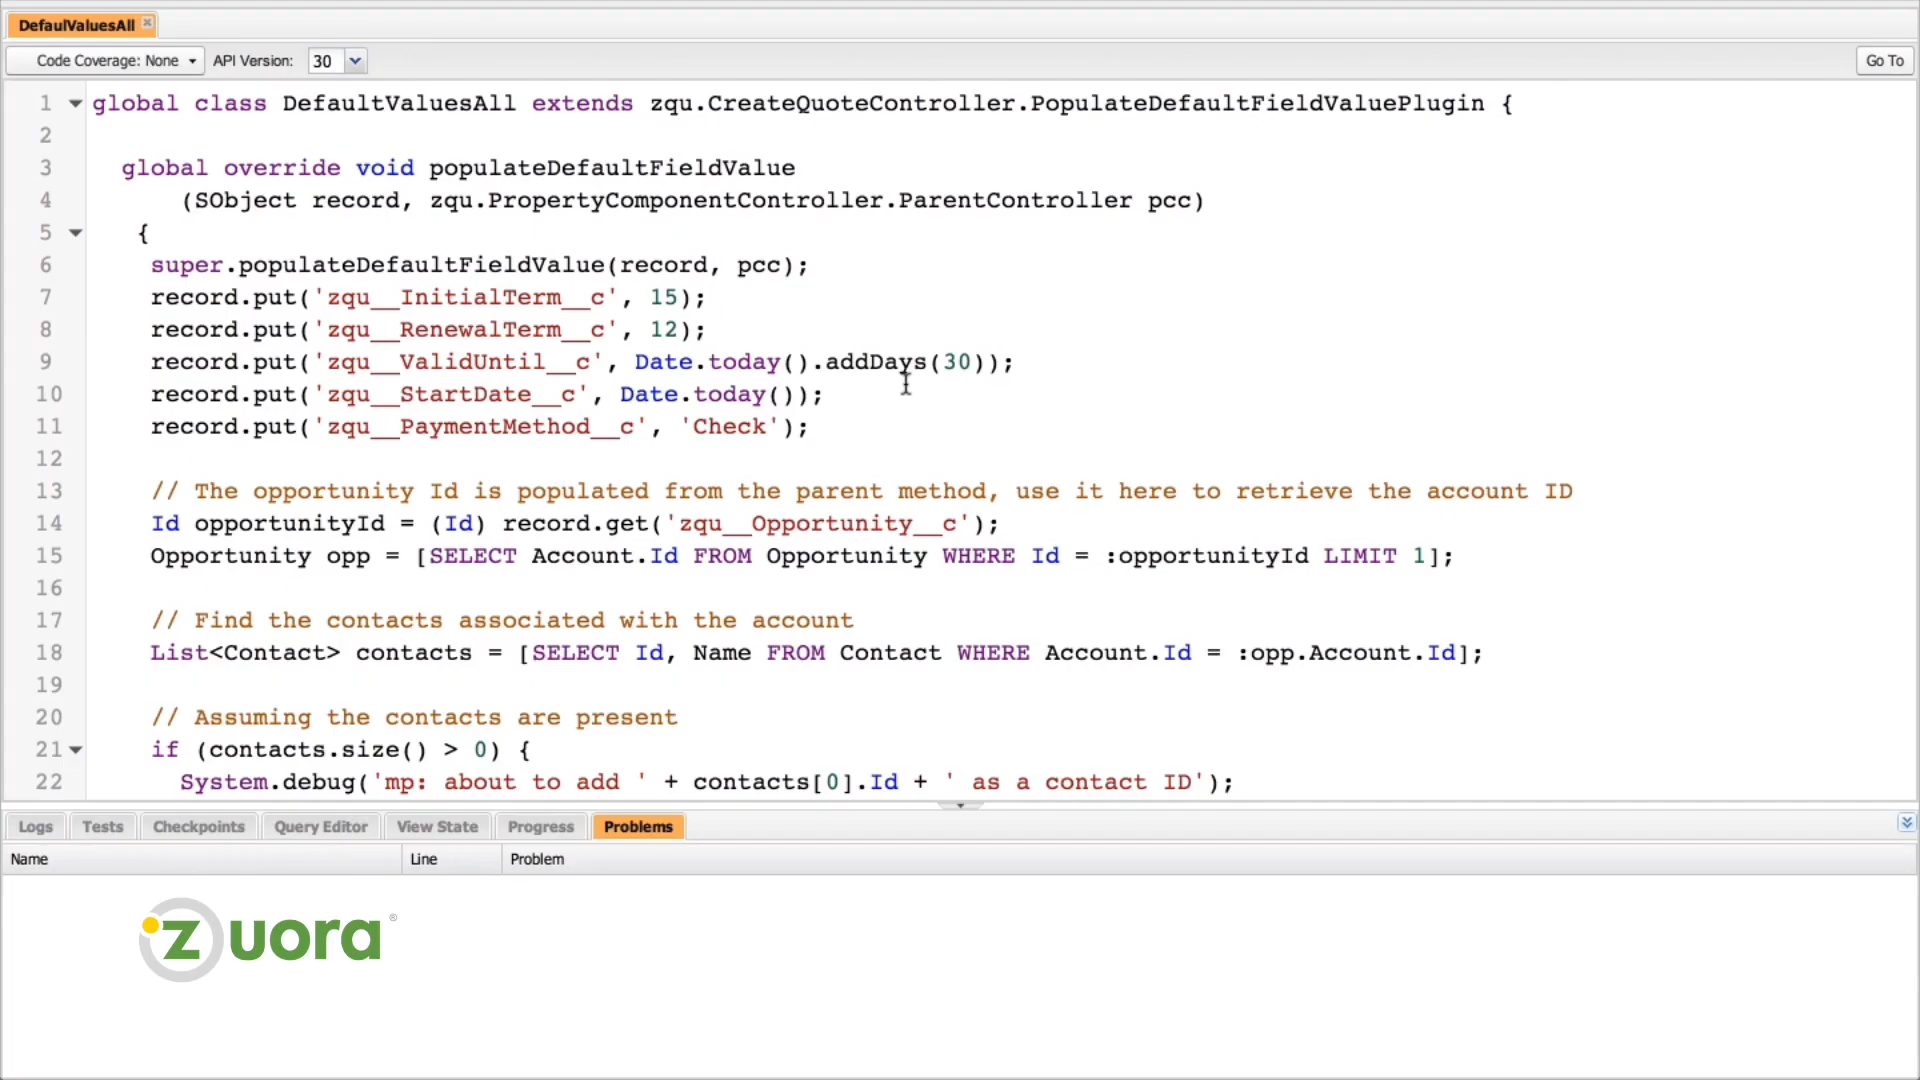 DefaulValuesAll
Code Coverage: None API Version: 30 Go To
1 global class DefaultValuesAll extends zqu.CreateQuoteController.PopulateDefaultFieldValuePlugin {
2
3 global override void populateDefaultFieldValue
4 (SObject record, zqu.PropertyComponentController.ParentController pcc)
5 {
6 super.populateDefaultFieldValue(record, pcc);
7 record.put('zqu__InitialTerm__c', 15);
8 record.put('zqu__RenewalTerm__c', 12);
9 record.put('zqu__ValidUntil__c', Date.today().addDays(30));
10 record.put('zqu__StartDate__c', Date.today());
11 record.put('zqu__PaymentMethod__c', 'Check');
12
13 // The opportunity Id is populated from the parent method, use it here to retrieve the account ID
14 Id opportunityId = (Id) record.get('zqu__Opportunity__c');
15 Opportunity opp = [SELECT Account.Id FROM Opportunity WHERE Id = :opportunityId LIMIT 1];
16
17 // Find the contacts associated with the account
18 List<Contact> contacts = [SELECT Id, Name FROM Contact WHERE Account.Id = :opp.Account.Id];
19
20 // Assuming the contacts are present
21 if (contacts.size() > 0) {
22 System.debug('mp: about to add ' + contacts[0].Id + ' as a contact ID');
Logs Tests Checkpoints Query Editor View State Progress Problems
Name Line Problem
zuora®